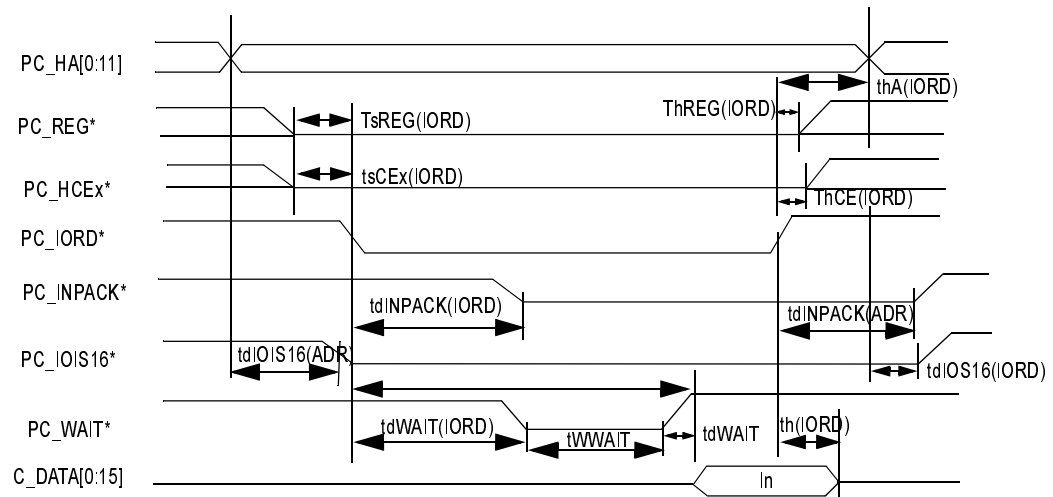 PC_HA[0:11]
thA(IORD)
PC_REG*
TsREG(IORD)
ThREG(IORD)
PC_HCEx*
tsCEx(IORD)
ThCE(IORD)
PC_IORD*
PC_INPACK*
tdINPACK(IORD)
tdINPACK(ADR)
PC_IOIS16*
tdIOIS16(ADR)
tdIOS16(IORD)
PC_WAIT*
tdWAIT(IORD)
tWWAIT
tdWAIT
th(IORD)
C_DATA[0:15]
In